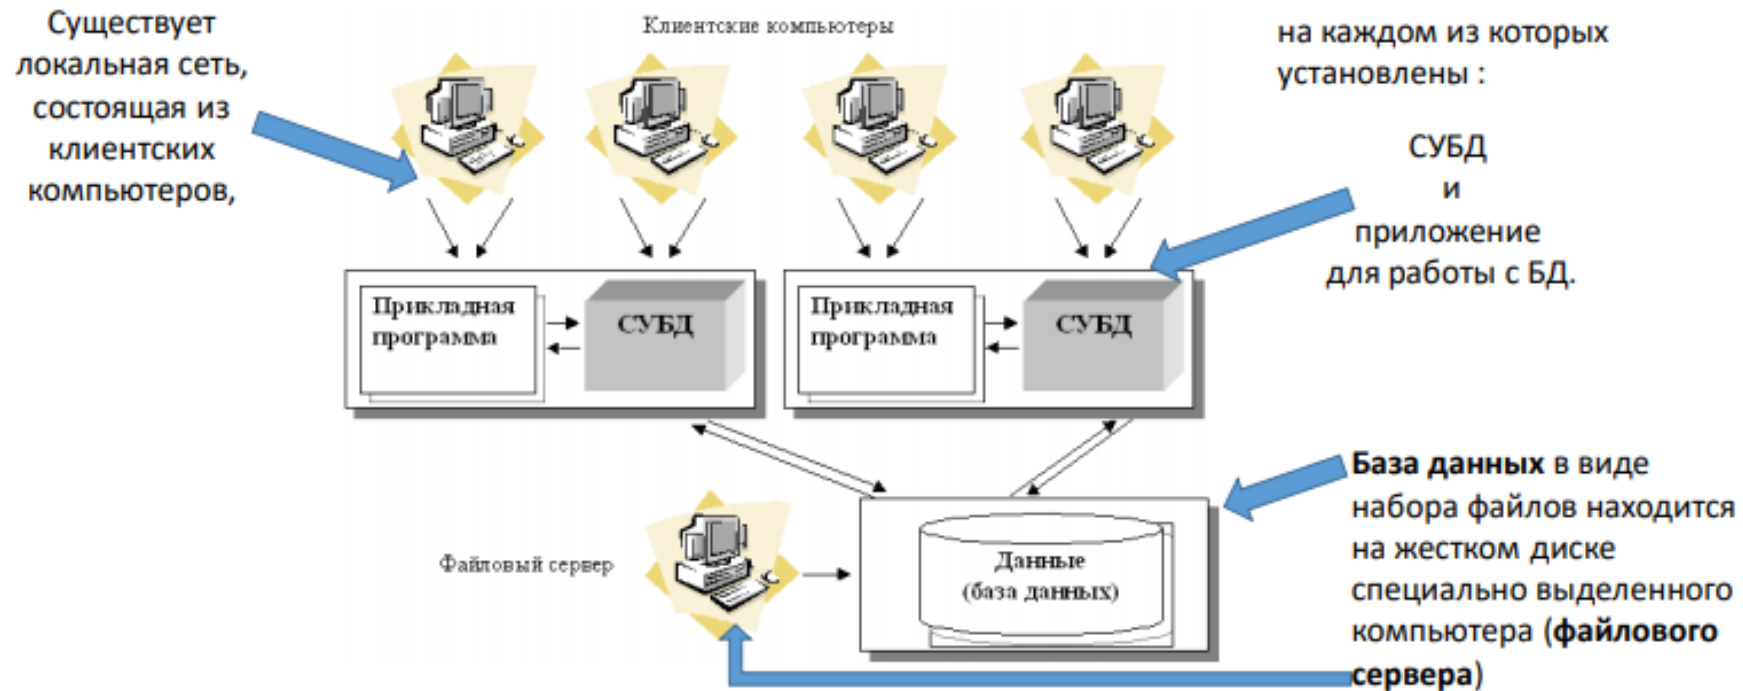 Существует
локальная сеть,
состоящая из
клиентских
компьютеров,
Клиентские компьютеры
на каждом из которых
установлены :
СУБД
и
приложение
для работы с БД.
Прикладная
программа
СУБД
Прикладная
программа
СУБД
База данных в виде
набора файлов находится
на жестком диске
специально выделенного
компьютера (файлового
сервера)
Файловый сервер
Данные
(база данных)